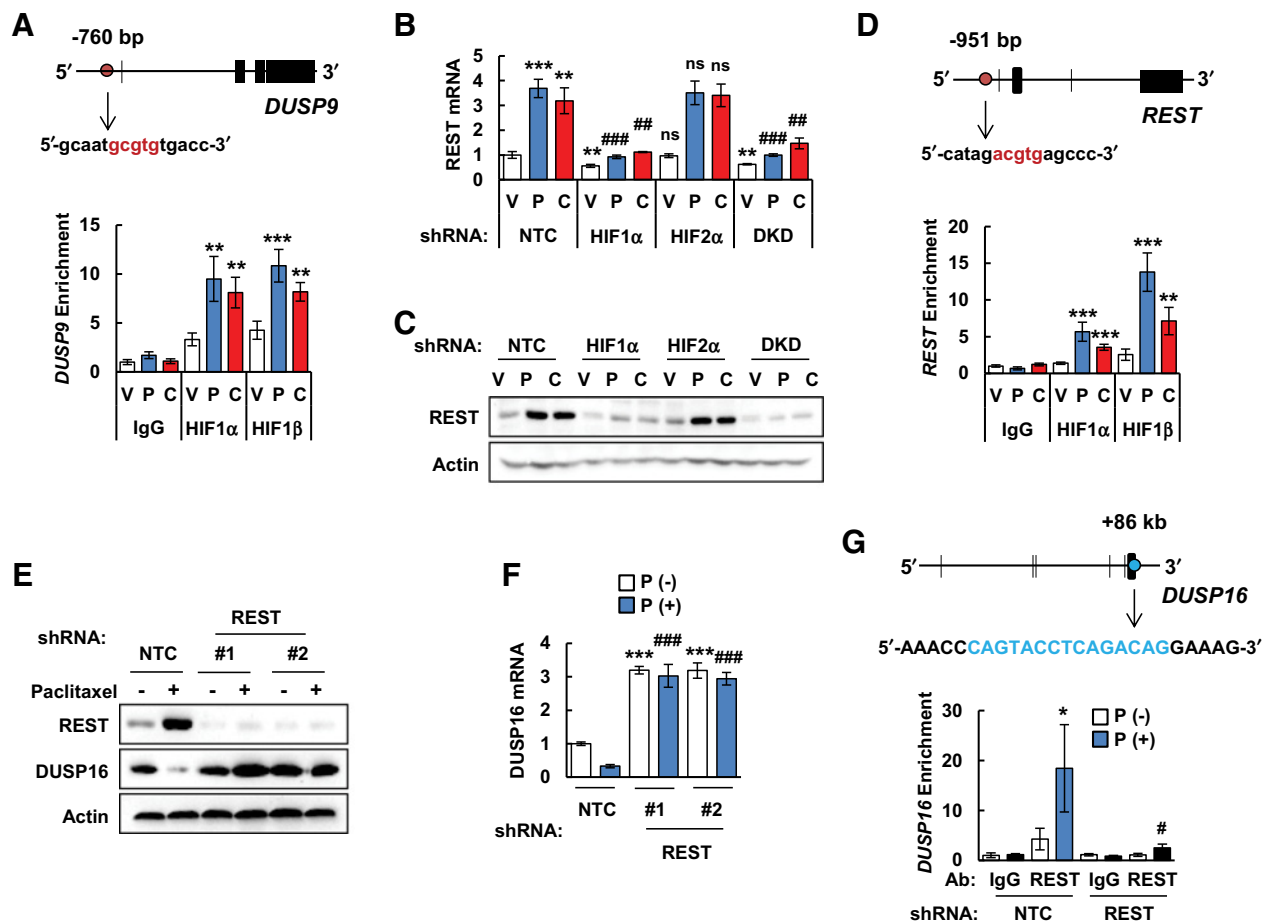 A
-760 bp
5′ 3′
DUSP9
5′-gcaatgcgtgtgacc-3′
DUSP9 Enrichment
15
10
5
0
** ** *** **
V P C V P C V P C
IgG HIF1α HIF1β
B
REST mRNA
5
4
3
2
1
0
*** ** ** ### ## ns ns ns ** ### ##
V P C V P C V P C V P C
shRNA: NTC HIF1α HIF2α DKD
C
shRNA: NTC HIF1α HIF2α DKD
V P C V P C V P C V P C
REST
Actin
D
-951 bp
5′ 3′
REST
5′-catagacgtgagccc-3′
REST Enrichment
20
15
10
5
0
*** *** *** **
V P C V P C V P C
IgG HIF1α HIF1β
E
REST
shRNA:
NTC #1 #2
Paclitaxel - + - + - +
REST
DUSP16
Actin
F
P (-)
P (+)
DUSP16 mRNA
4
3
2
1
0
*** ### *** ###
NTC #1 #2
shRNA:
REST
G
+86 kb
5′ 3′
DUSP16
5′-AAACCCAGTACCTCAGACAGGAAAG-3′
P (-)
P (+)
DUSP16 Enrichment
30
20
10
0
* #
Ab: IgG REST IgG REST
shRNA: NTC REST